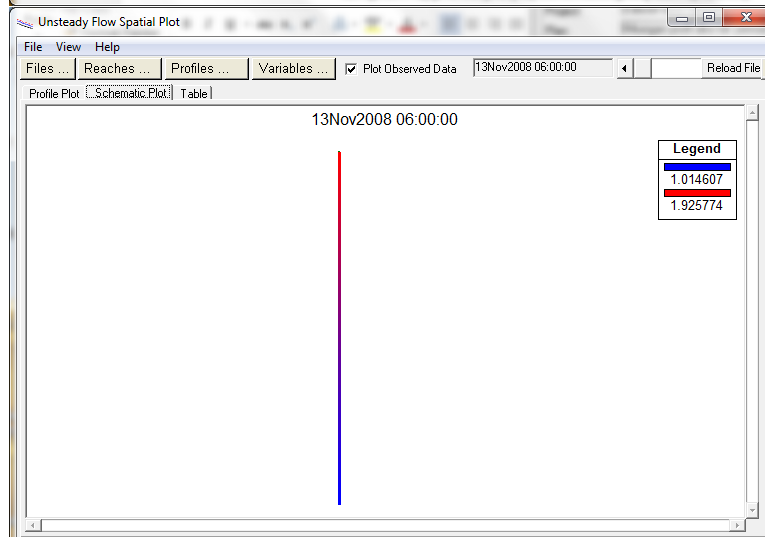 Unsteady Flow Spatial Plot
File View Help
Files ... Reaches ... Profiles ... Variables ... Plot Observed Data 13Nov2008 06:00:00 Reload File
Profile Plot Schematic Plot Table
13Nov2008 06:00:00
Legend
1.014607
1.925774